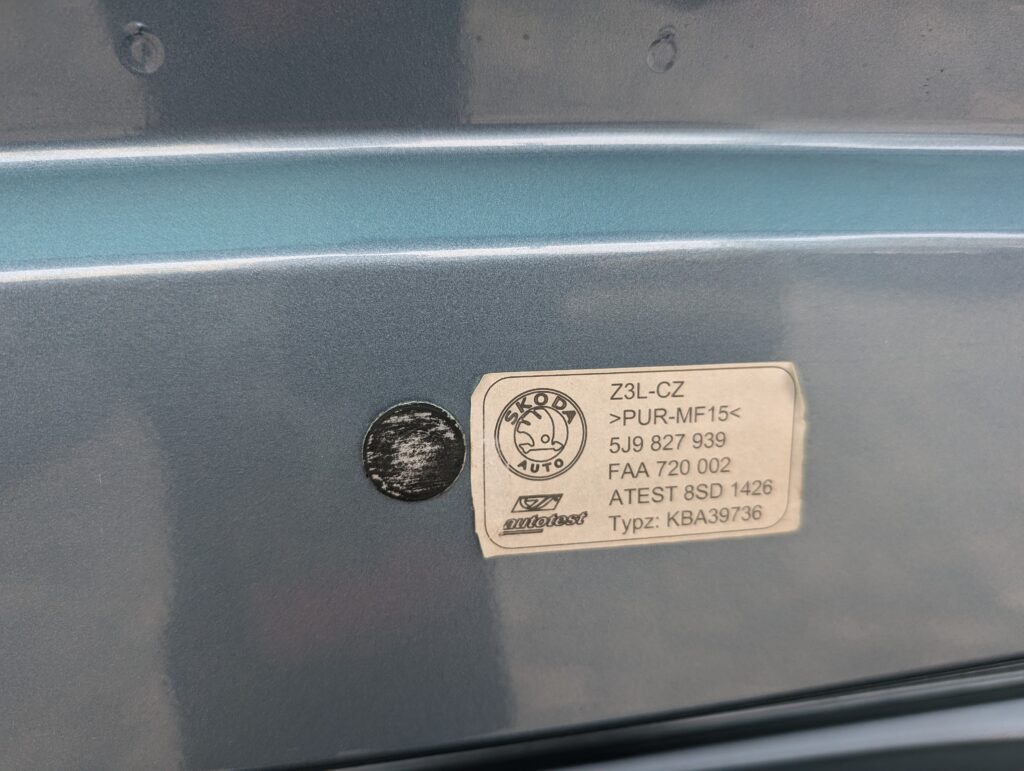 SKODA
AUTO
autotest
Z3L-CZ
>PUR-MF15<
5J9 827 939
FAA 720 002
ATEST 8SD 1426
Typz: KBA39736